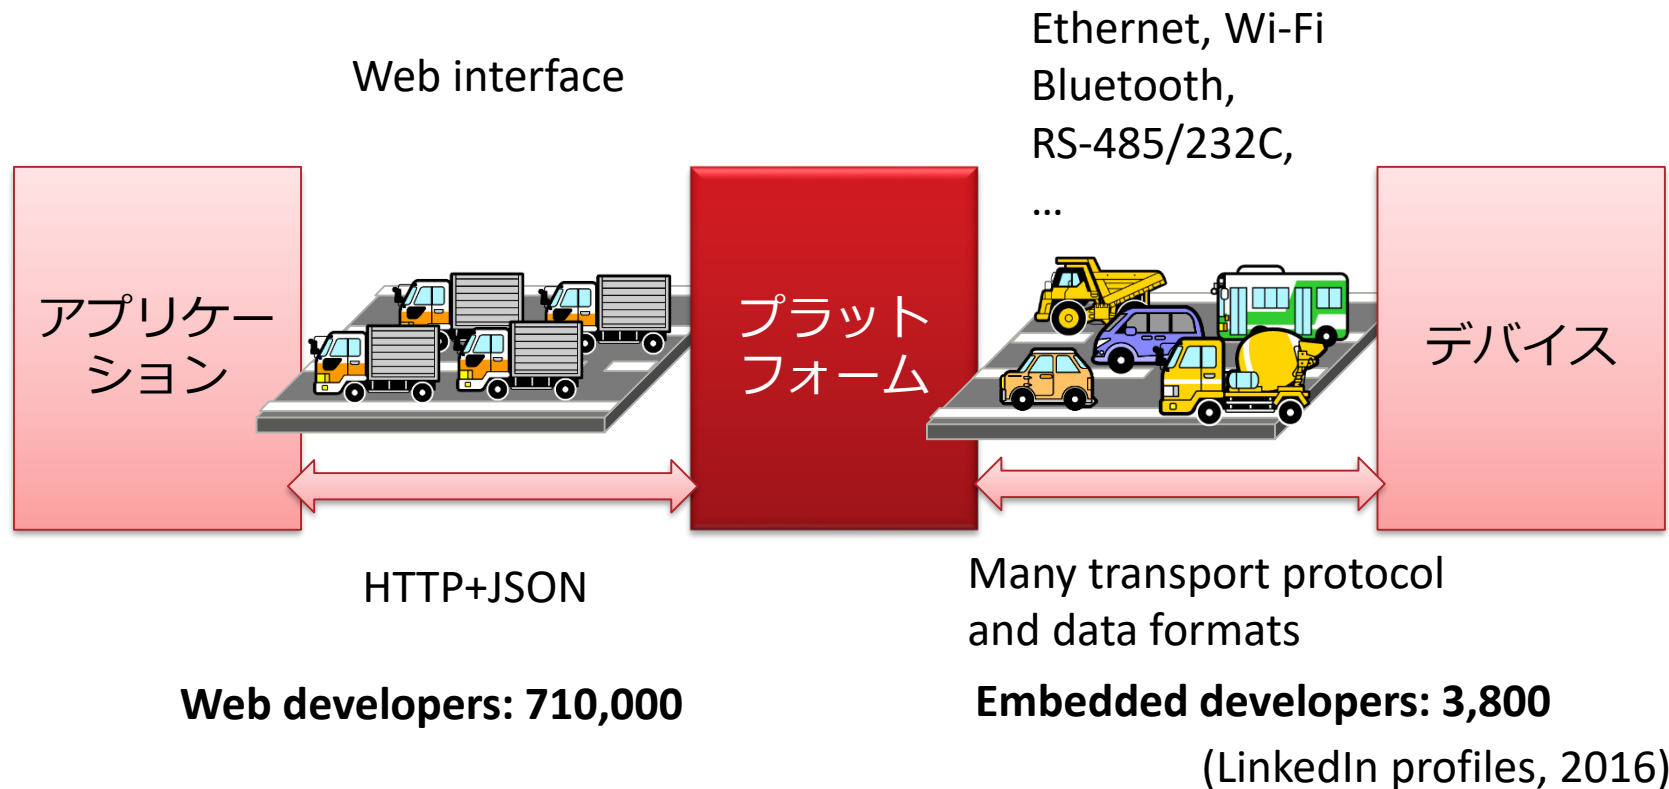 Web interface
Ethernet, Wi-Fi
Bluetooth,
RS-485/232C,
…
アプリケー
ション
プラット
フォーム
デバイス
HTTP+JSON
Many transport protocol
and data formats
Web developers: 710,000
Embedded developers: 3,800
(LinkedIn profiles, 2016)